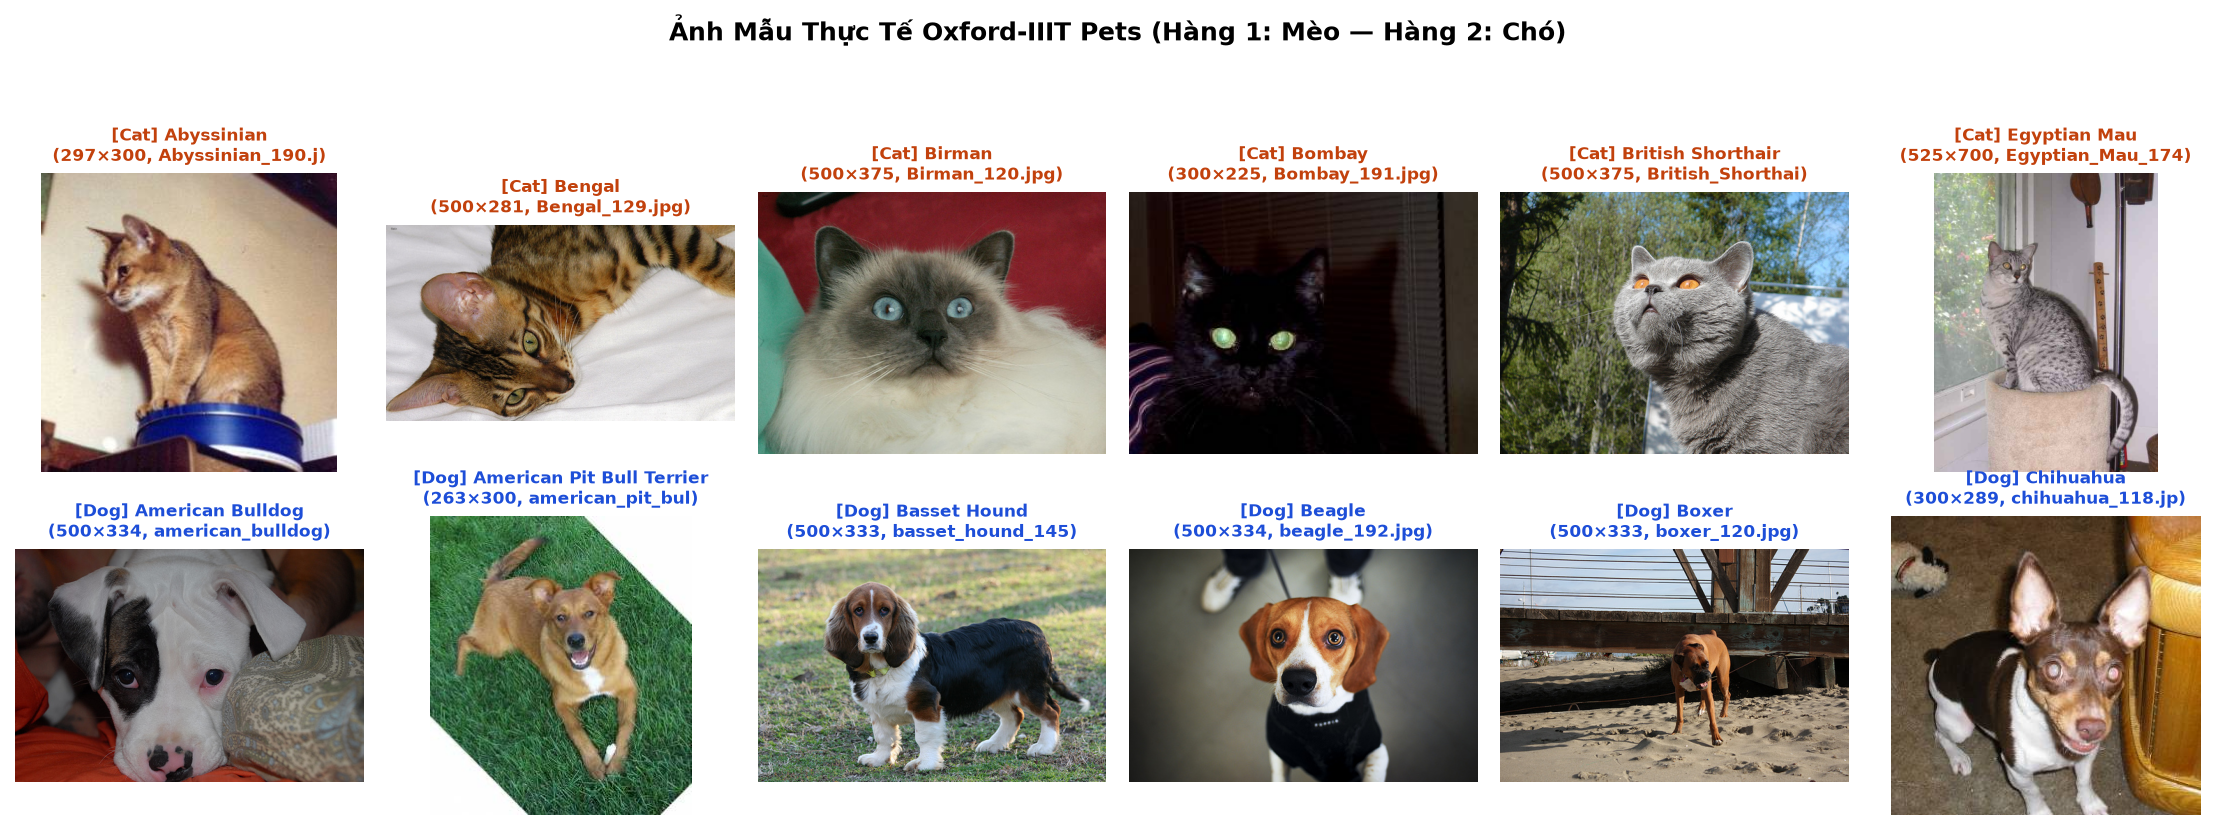 Ảnh Mẫu Thực Tế Oxford-IIIT Pets (Hàng 1: Mèo — Hàng 2: Chó)
[Cat] Abyssinian
(297×300, Abyssinian_190.j)
[Cat] Bengal
(500×281, Bengal_129.jpg)
[Cat] Birman
(500×375, Birman_120.jpg)
[Cat] Bombay
(300×225, Bombay_191.jpg)
[Cat] British Shorthair
(500×375, British_Shorthai)
[Cat] Egyptian Mau
(525×700, Egyptian_Mau_174)
[Dog] American Bulldog
(500×334, american_bulldog)
[Dog] American Pit Bull Terrier
(263×300, american_pit_bul)
[Dog] Basset Hound
(500×333, basset_hound_145)
[Dog] Beagle
(500×334, beagle_192.jpg)
[Dog] Boxer
(500×333, boxer_120.jpg)
[Dog] Chihuahua
(300×289, chihuahua_118.jp)